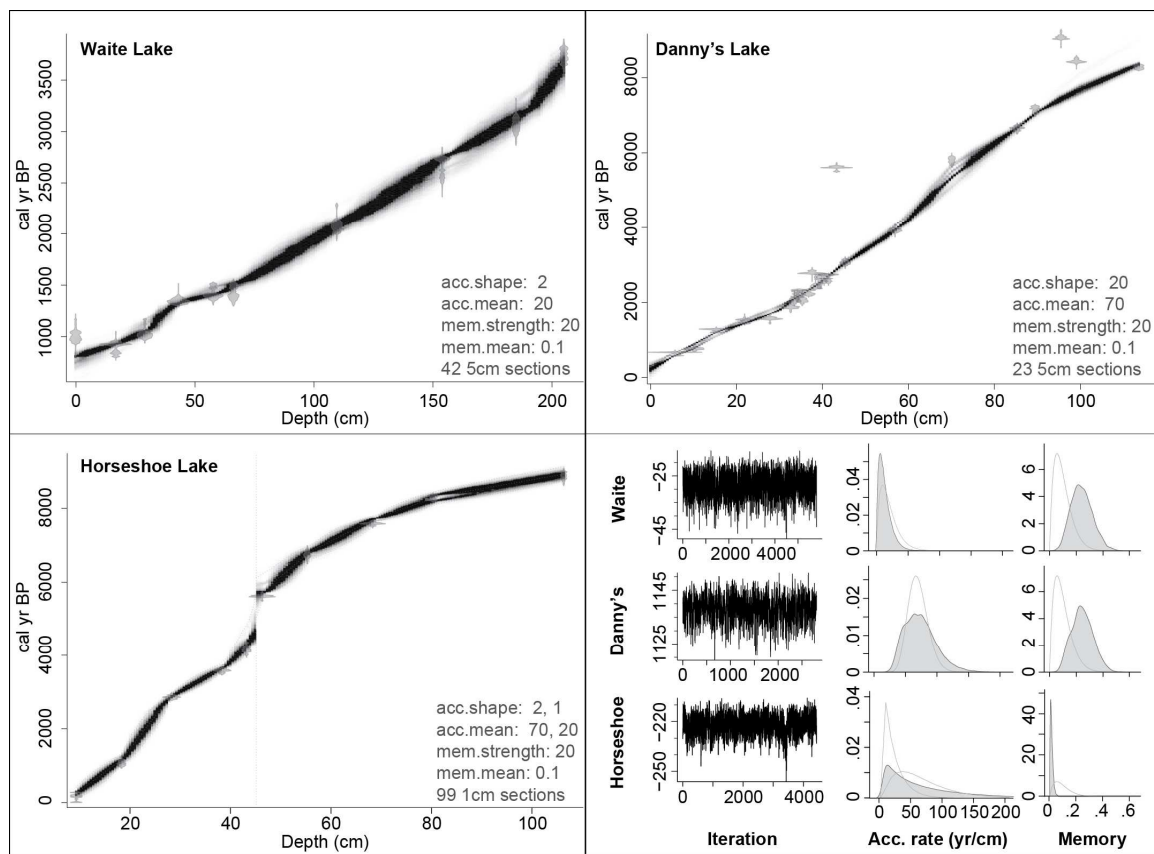 Waite Lake
cal yr BP
3500
3000
2500
2000
1500
1000
acc.shape: 2
acc.mean: 20
mem.strength: 20
mem.mean: 0.1
42 5cm sections
0 50 100 150 200
Depth (cm)
Danny's Lake
cal yr BP
8000
6000
4000
2000
0
acc.shape: 20
acc.mean: 70
mem.strength: 20
mem.mean: 0.1
23 5cm sections
0 20 40 60 80 100
Depth (cm)
Horseshoe Lake
cal yr BP
8000
6000
4000
2000
0
acc.shape: 2, 1
acc.mean: 70, 20
mem.strength: 20
mem.mean: 0.1
99 1cm sections
20 40 60 80 100
Depth (cm)
Waite
-25
-45
0 2000 4000
.04
.02
0
6
4
2
0
Danny's
1145
1125
0 1000 2000
.02
.01
0
6
4
2
0
Horseshoe
-220
-250
0 2000 4000
.04
.02
0
0 50 100 150 200
40
20
0
0 .2 .4 .6
Iteration
Acc. rate (yr/cm)
Memory